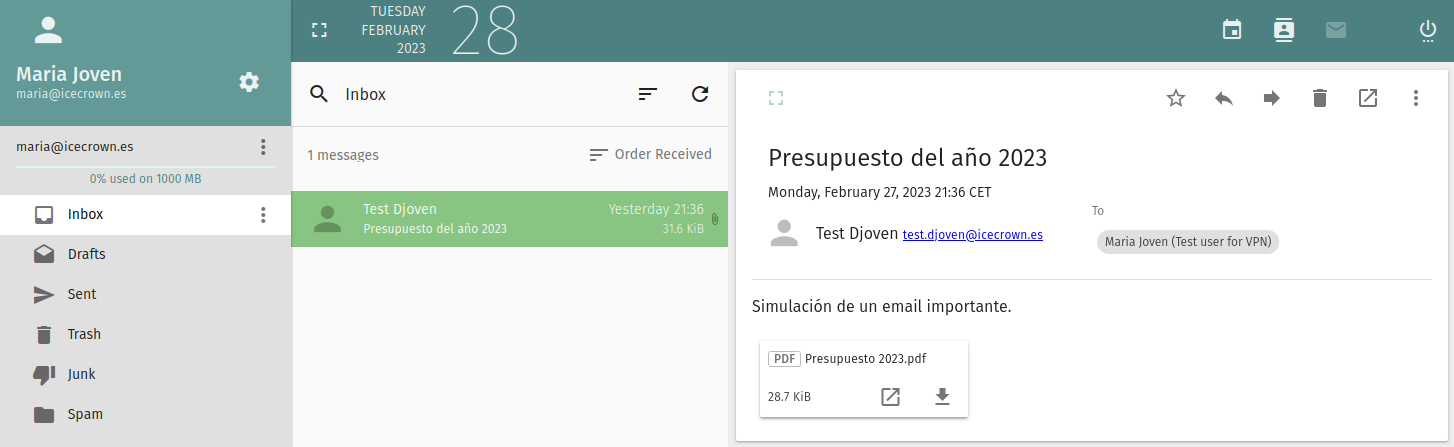 Maria Joven
maria@icecrown.es
maria@icecrown.es
0% used on 1000 MB
Inbox
Drafts
Sent
Trash
Junk
Spam
TUESDAY
FEBRUARY
2023
28
Inbox
1 messages
Order Received
Test Djoven
Yesterday 21:36
Presupuesto del año 2023
31.6 KiB
Presupuesto del año 2023
Monday, February 27, 2023 21:36 CET
To
Test Djoven test.djoven@icecrown.es
Maria Joven (Test user for VPN)
Simulación de un email importante.
PDF Presupuesto 2023.pdf
28.7 KiB